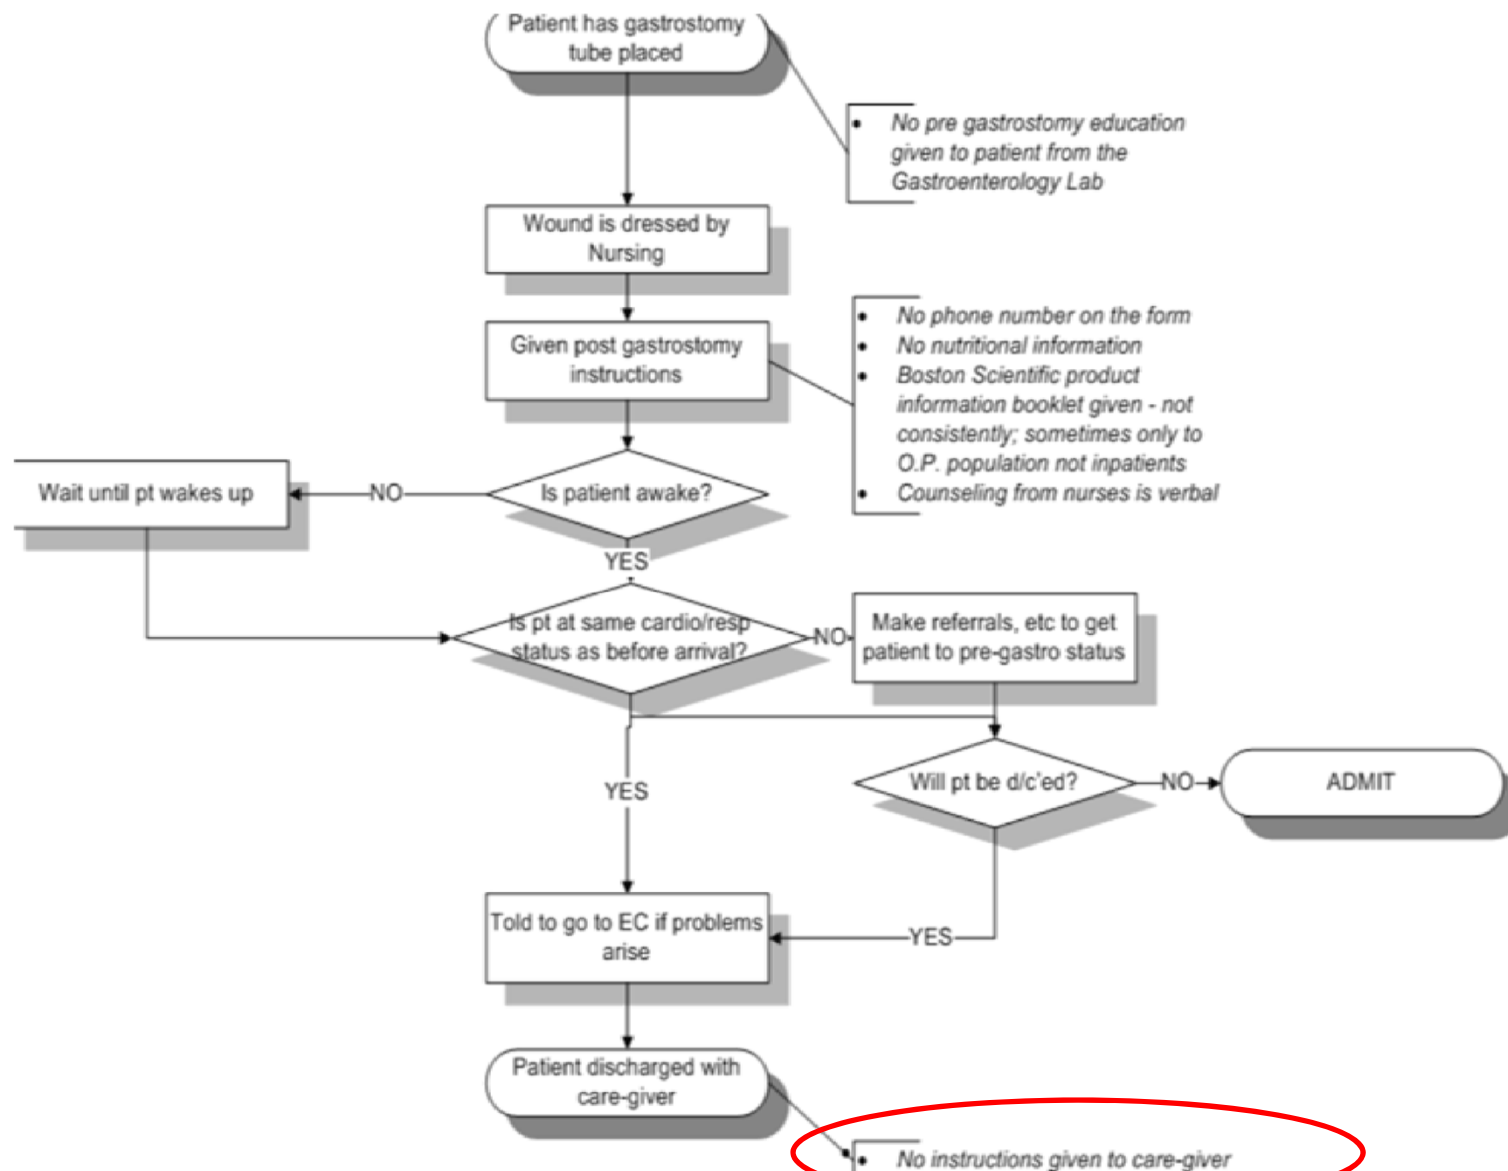 Patient has gastrostomy
tube placed
• No pre gastrostomy education
given to patient from the
Gastroenterology Lab
Wound is dressed by
Nursing
Given post gastrostomy
instructions
• No phone number on the form
• No nutritional information
• Boston Scientific product
information booklet given - not
consistently; sometimes only to
O.P. population not inpatients
• Counseling from nurses is verbal
Is patient awake?
NO
Wait until pt wakes up
YES
Is pt at same cardio/resp
status as before arrival?
NO
Make referrals, etc to get
patient to pre-gastro status
YES
Will pt be d/c'ed?
NO
ADMIT
YES
Told to go to EC if problems
arise
Patient discharged with
care-giver
• No instructions given to care-giver